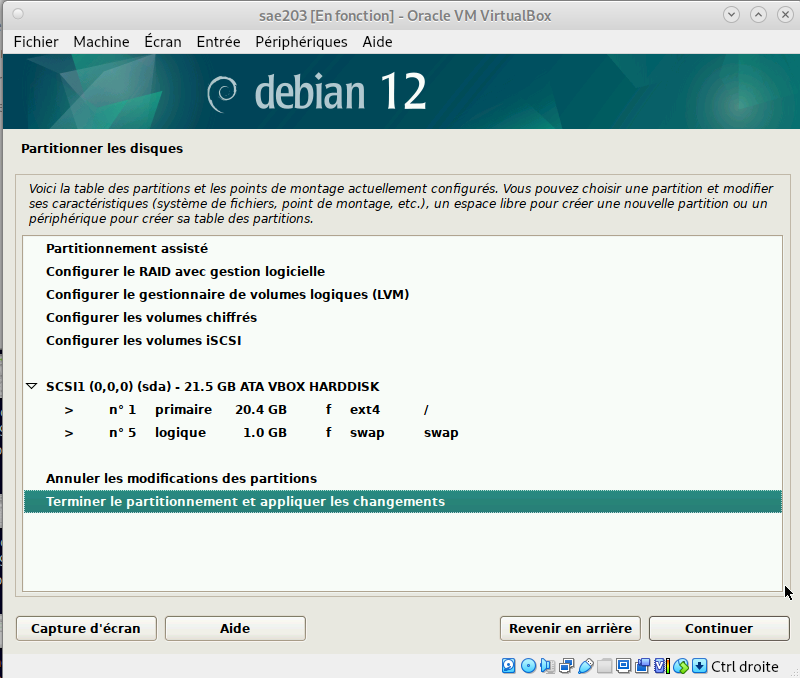 sae203 [En fonction] - Oracle VM VirtualBox
Fichier Machine Écran Entrée Périphériques Aide
debian 12
Partitionner les disques
Voici la table des partitions et les points de montage actuellement configurés. Vous pouvez choisir une partition et modifier
ses caractéristiques (système de fichiers, point de montage, etc.), un espace libre pour créer une nouvelle partition ou un
périphérique pour créer sa table des partitions.
Partitionnement assisté
Configurer le RAID avec gestion logicielle
Configurer le gestionnaire de volumes logiques (LVM)
Configurer les volumes chiffrés
Configurer les volumes iSCSI
SCSI1 (0,0,0) (sda) - 21.5 GB ATA VBOX HARDDISK
> n° 1 primaire 20.4 GB f ext4 /
> n° 5 logique 1.0 GB f swap swap
Annuler les modifications des partitions
Terminer le partitionnement et appliquer les changements
Capture d'écran Aide Revenir en arrière Continuer
Ctrl droite